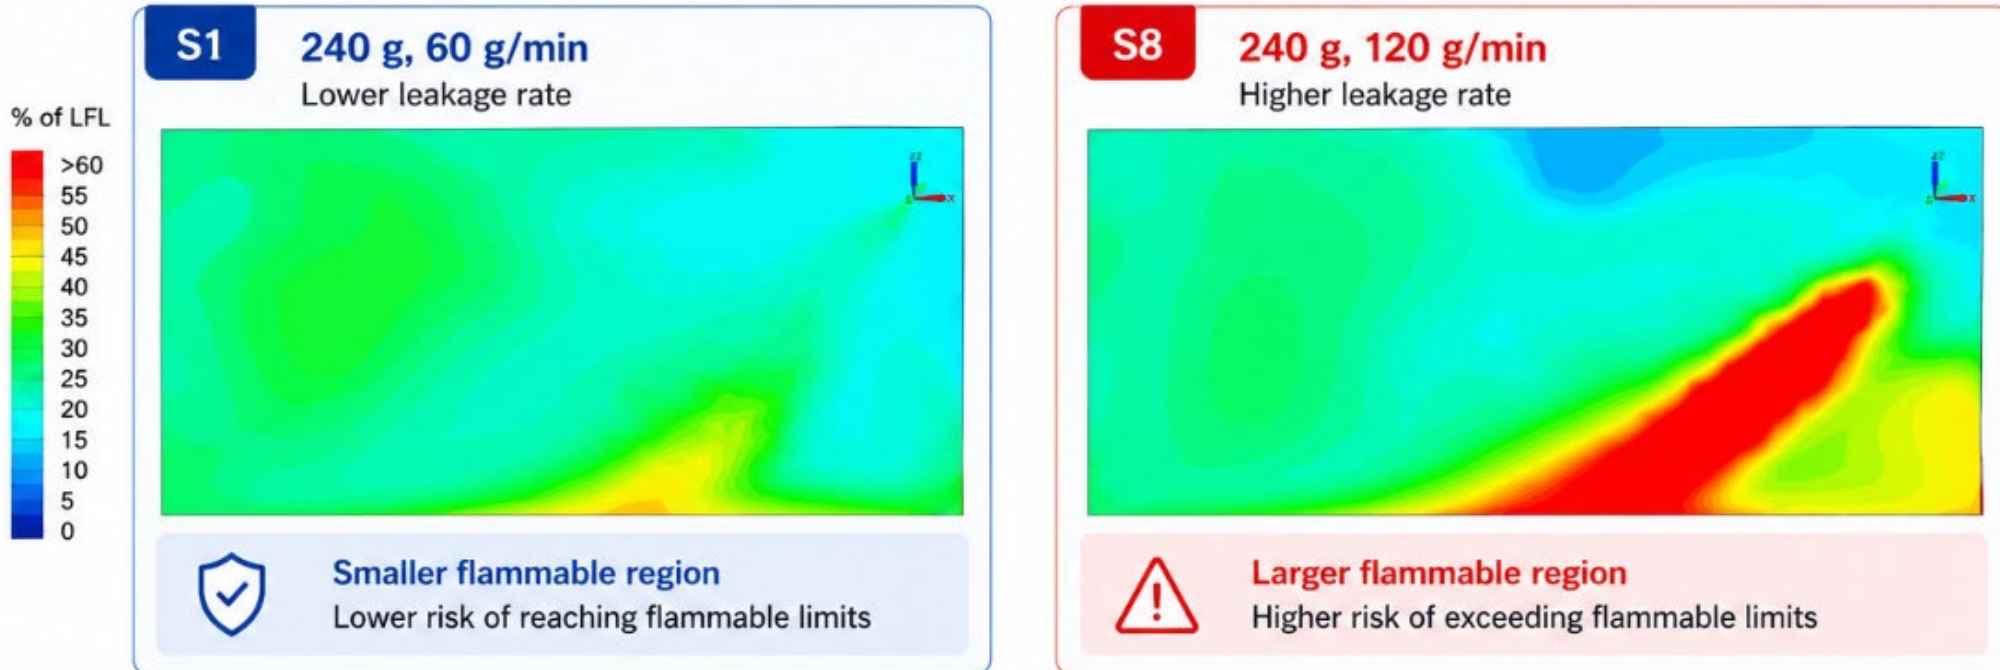 S1
240 g, 60 g/min
Lower leakage rate
S8
240 g, 120 g/min
Higher leakage rate
% of LFL
>60
55
50
45
40
35
30
25
20
15
10
5
0
X
X
Smaller flammable region
Lower risk of reaching flammable limits
Larger flammable region
Higher risk of exceeding flammable limits